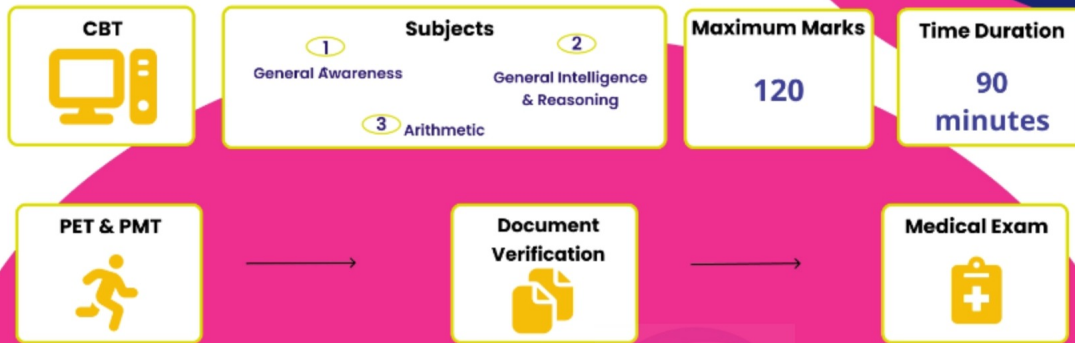 CBT
Subjects
1
General Awareness
2
General Intelligence
& Reasoning
3 Arithmetic
Maximum Marks
120
Time Duration
90
minutes
PET & PMT
Document
Verification
Medical Exam